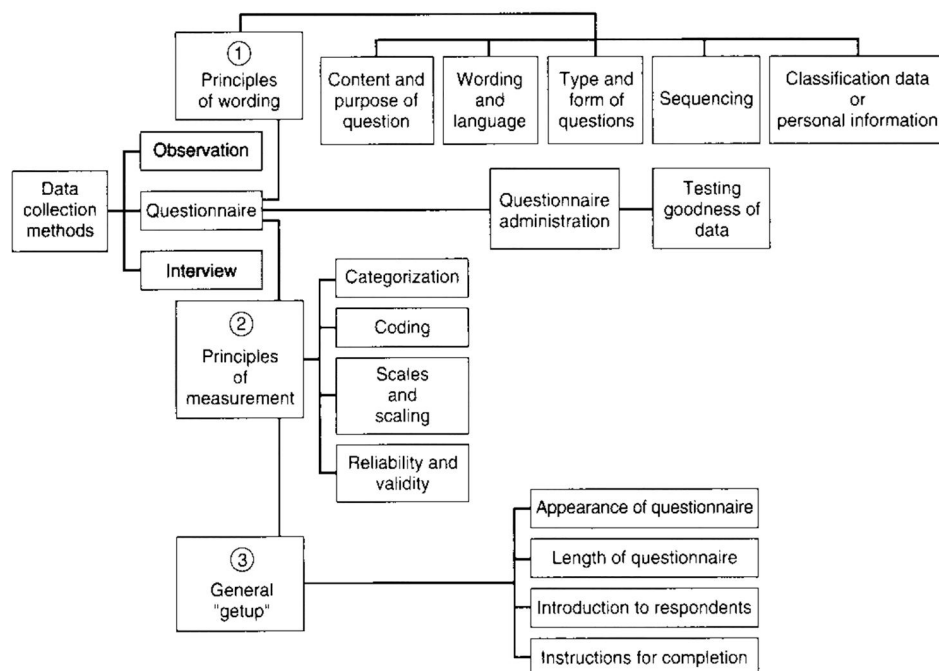 1
Principles
of wording
Content and
purpose of
question
Wording
and
language
Type and
form of
questions
Sequencing
Classification data
or
personal information
Data
collection
methods
Observation
Questionnaire
Interview
Questionnaire
administration
Testing
goodness of
data
2
Principles
of
measurement
Categorization
Coding
Scales
and
scaling
Reliability and
validity
3
General
"getup"
Appearance of questionnaire
Length of questionnaire
Introduction to respondents
Instructions for completion